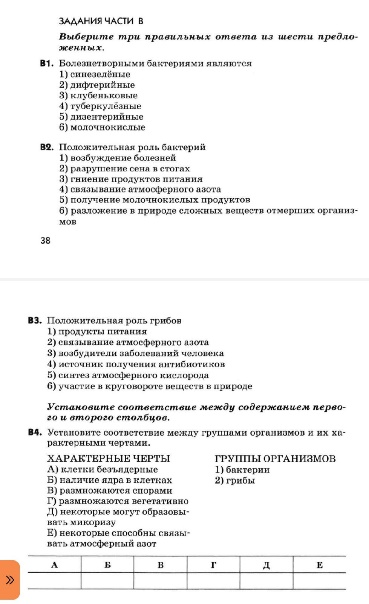 ЗАДАНИЯ ЧАСТИ В
Выберите три правильных ответа из шести предло-
женных.
В1. Болезнетворными бактериями являются
1) синезелёные
2) дифтерийные
3) клубеньковые
4) туберкулёзные
5) дизентерийные
6) молочнокислые
В2. Положительная роль бактерий
1) возбуждение болезней
2) разрушение сена в стогах
3) гниение продуктов питания
4) связывание атмосферного азота
5) получение молочнокислых продуктов
6) разложение в природе сложных веществ отмерших организ-
мов
38
В3. Положительная роль грибов
1) продукты питания
2) связывание атмосферного азота
3) возбудители заболеваний человека
4) источник получения антибиотиков
5) синтез атмосферного кислорода
6) участие в круговороте веществ в природе
Установите соответствие между содержанием перво-
го и второго столбцов.
В4. Установите соответствие между группами организмов и их ха-
рактерными чертами.
ХАРАКТЕРНЫЕ ЧЕРТЫ ГРУППЫ ОРГАНИЗМОВ
А) клетки безъядерные 1) бактерии
Б) наличие ядра в клетках 2) грибы
В) размножаются спорами
Г) размножаются вегетативно
Д) некоторые могут образовы-
вать микоризу
Е) некоторые способны связы-
вать атмосферный азот
А Б В Г Д Е